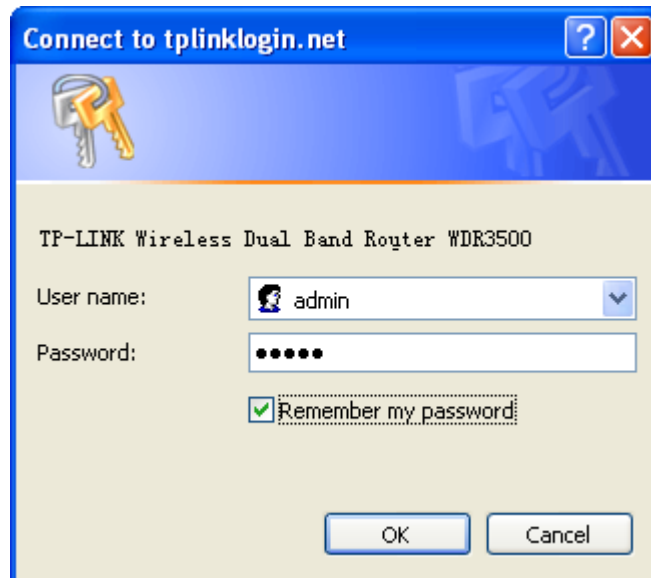 Connect to tplinklogin.net
TP-LINK Wireless Dual Band Router WDR3500
User name:
admin
Password:
•••••
Remember my password
OK
Cancel